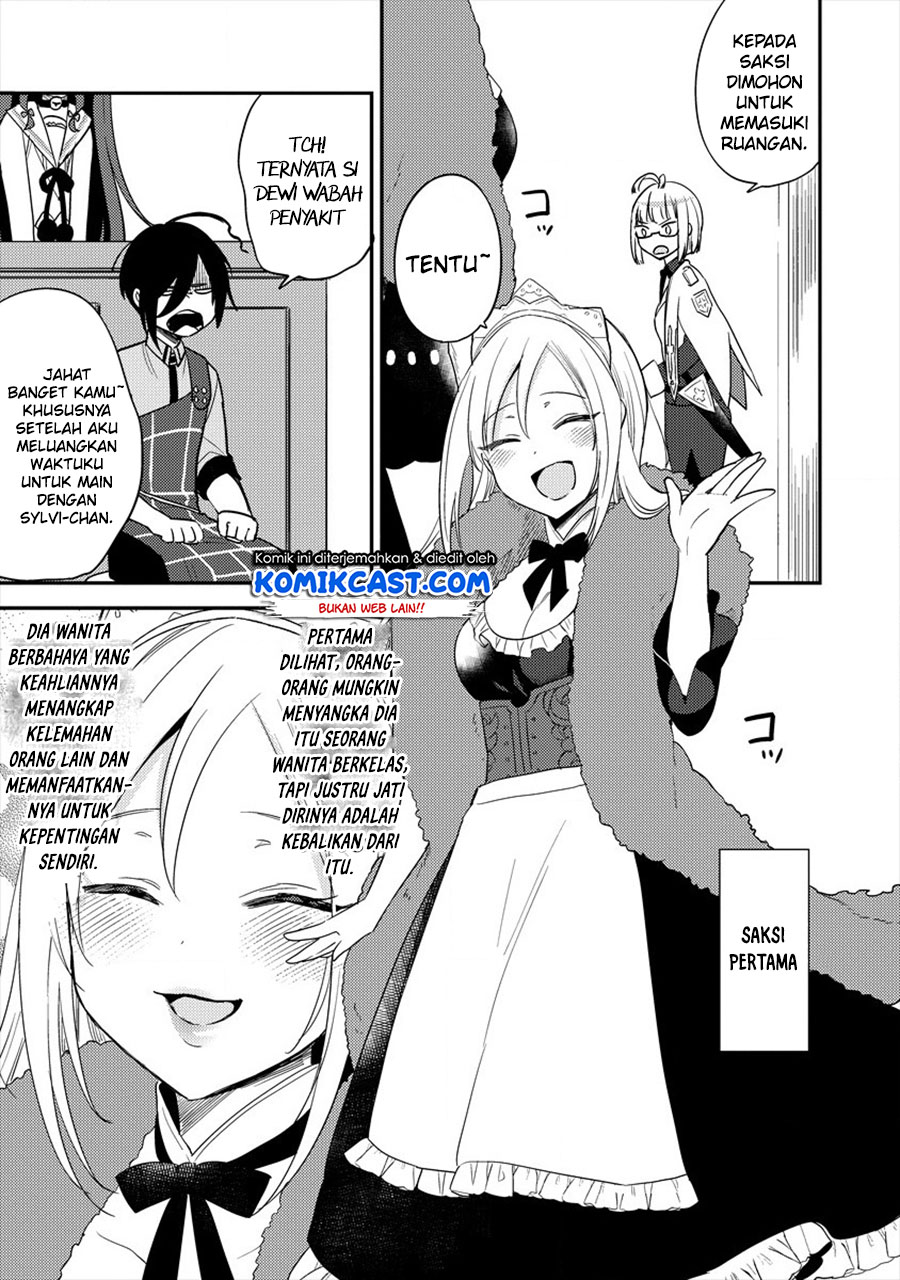 KEPADA
SAKSI
DIMOHON
UNTUK
MEMASUKI
RUANGAN.
TENTU~
コ
コ
SAKSI
PERTAMA
TCH!
TERNYATA SI
DEWI WABAH
PENYAKIT
JAHAT
BANGET KAMU~
KHUSUSNYA
SETELAH AKU
MELUANGKAN
WAKTUKU
UNTUK MAIN
DENGAN
SYLVI-CHAN.
Komik ini diterjemahkan & diedit oleh
KOMIKCAST.COM
BUKAN WEB LAIN!!
PERTAMA
DILIHAT, ORANG-
ORANG MUNGKIN
MENYANGKA DIA
ITU SEORANG
WANITA BERKELAS,
TAPI JUSTRU JATI
DIRINYA ADALAH
KEBALIKAN DARI
ITU.
DIA WANITA
BERBAHAYA YANG
KEAHLIANNYA
MENANGKAP
KELEMAHAN
ORANG LAIN DAN
MEMANFAATKAN-
NYA UNTUK
KEPENTINGAN
SENDIRI.